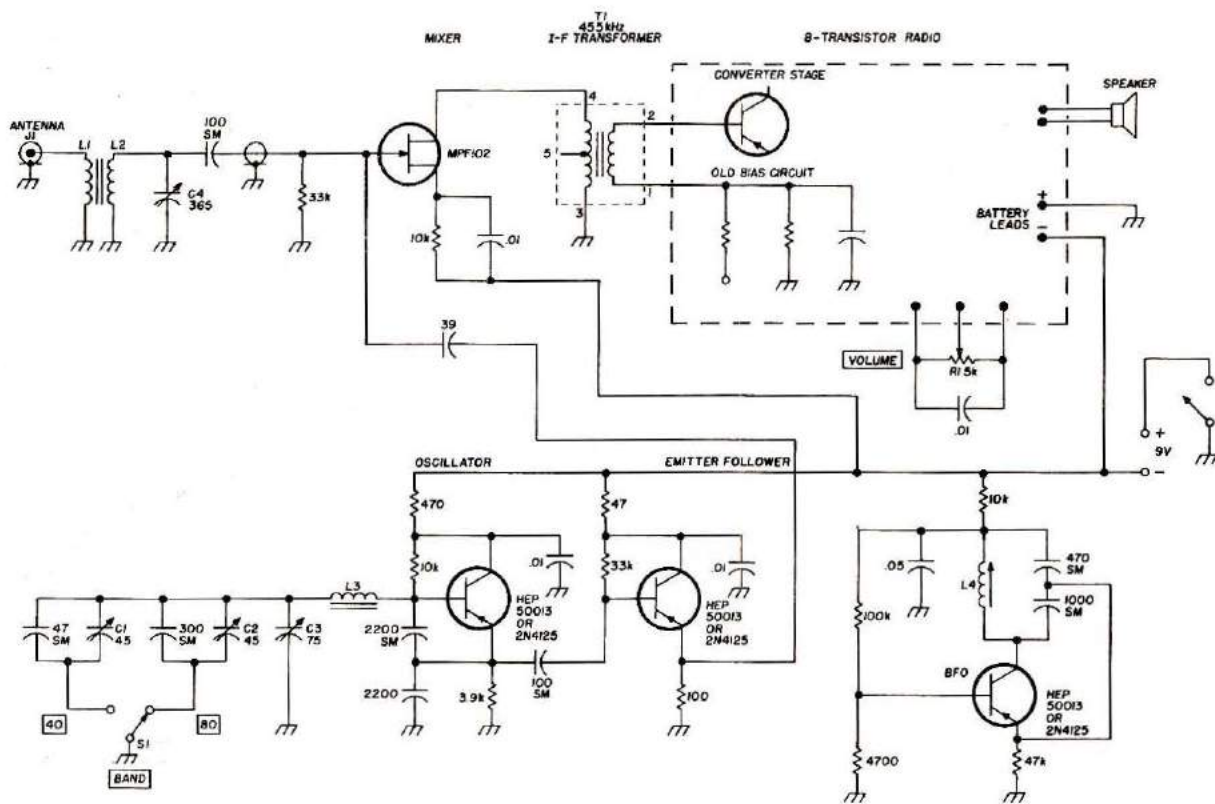 T1
455kHz
I-F TRANSFORMER
MIXER
8-TRANSISTOR RADIO
CONVERTER STAGE
SPEAKER
ANTENNA
J1
L1
L2
100
SM
C4
365
33k
MPF102
4
5
3
2
1
OLD BIAS CIRCUIT
+
BATTERY
LEADS
–
10k
.01
39
VOLUME
R1 5k
.01
+
9V
–
OSCILLATOR
EMITTER FOLLOWER
470
47
10k
10k
.01
33k
.01
L3
HEP
50013
OR
2N4125
HEP
50013
OR
2N4125
.05
L4
470
SM
1000
SM
100k
47
SM
C1
45
300
SM
C2
45
C3
75
2200
SM
2200
3.9k
100
SM
100
BFO
HEP
50013
OR
2N4125
4700
47k
40
80
S1
BAND